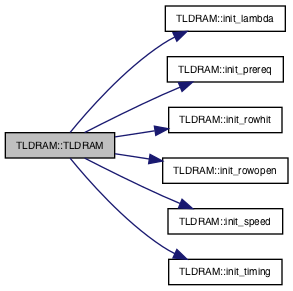 TLDRAM::init_lambda
TLDRAM::init_prereq
TLDRAM::init_rowhit
TLDRAM::TLDRAM
TLDRAM::init_rowopen
TLDRAM::init_speed
TLDRAM::init_timing